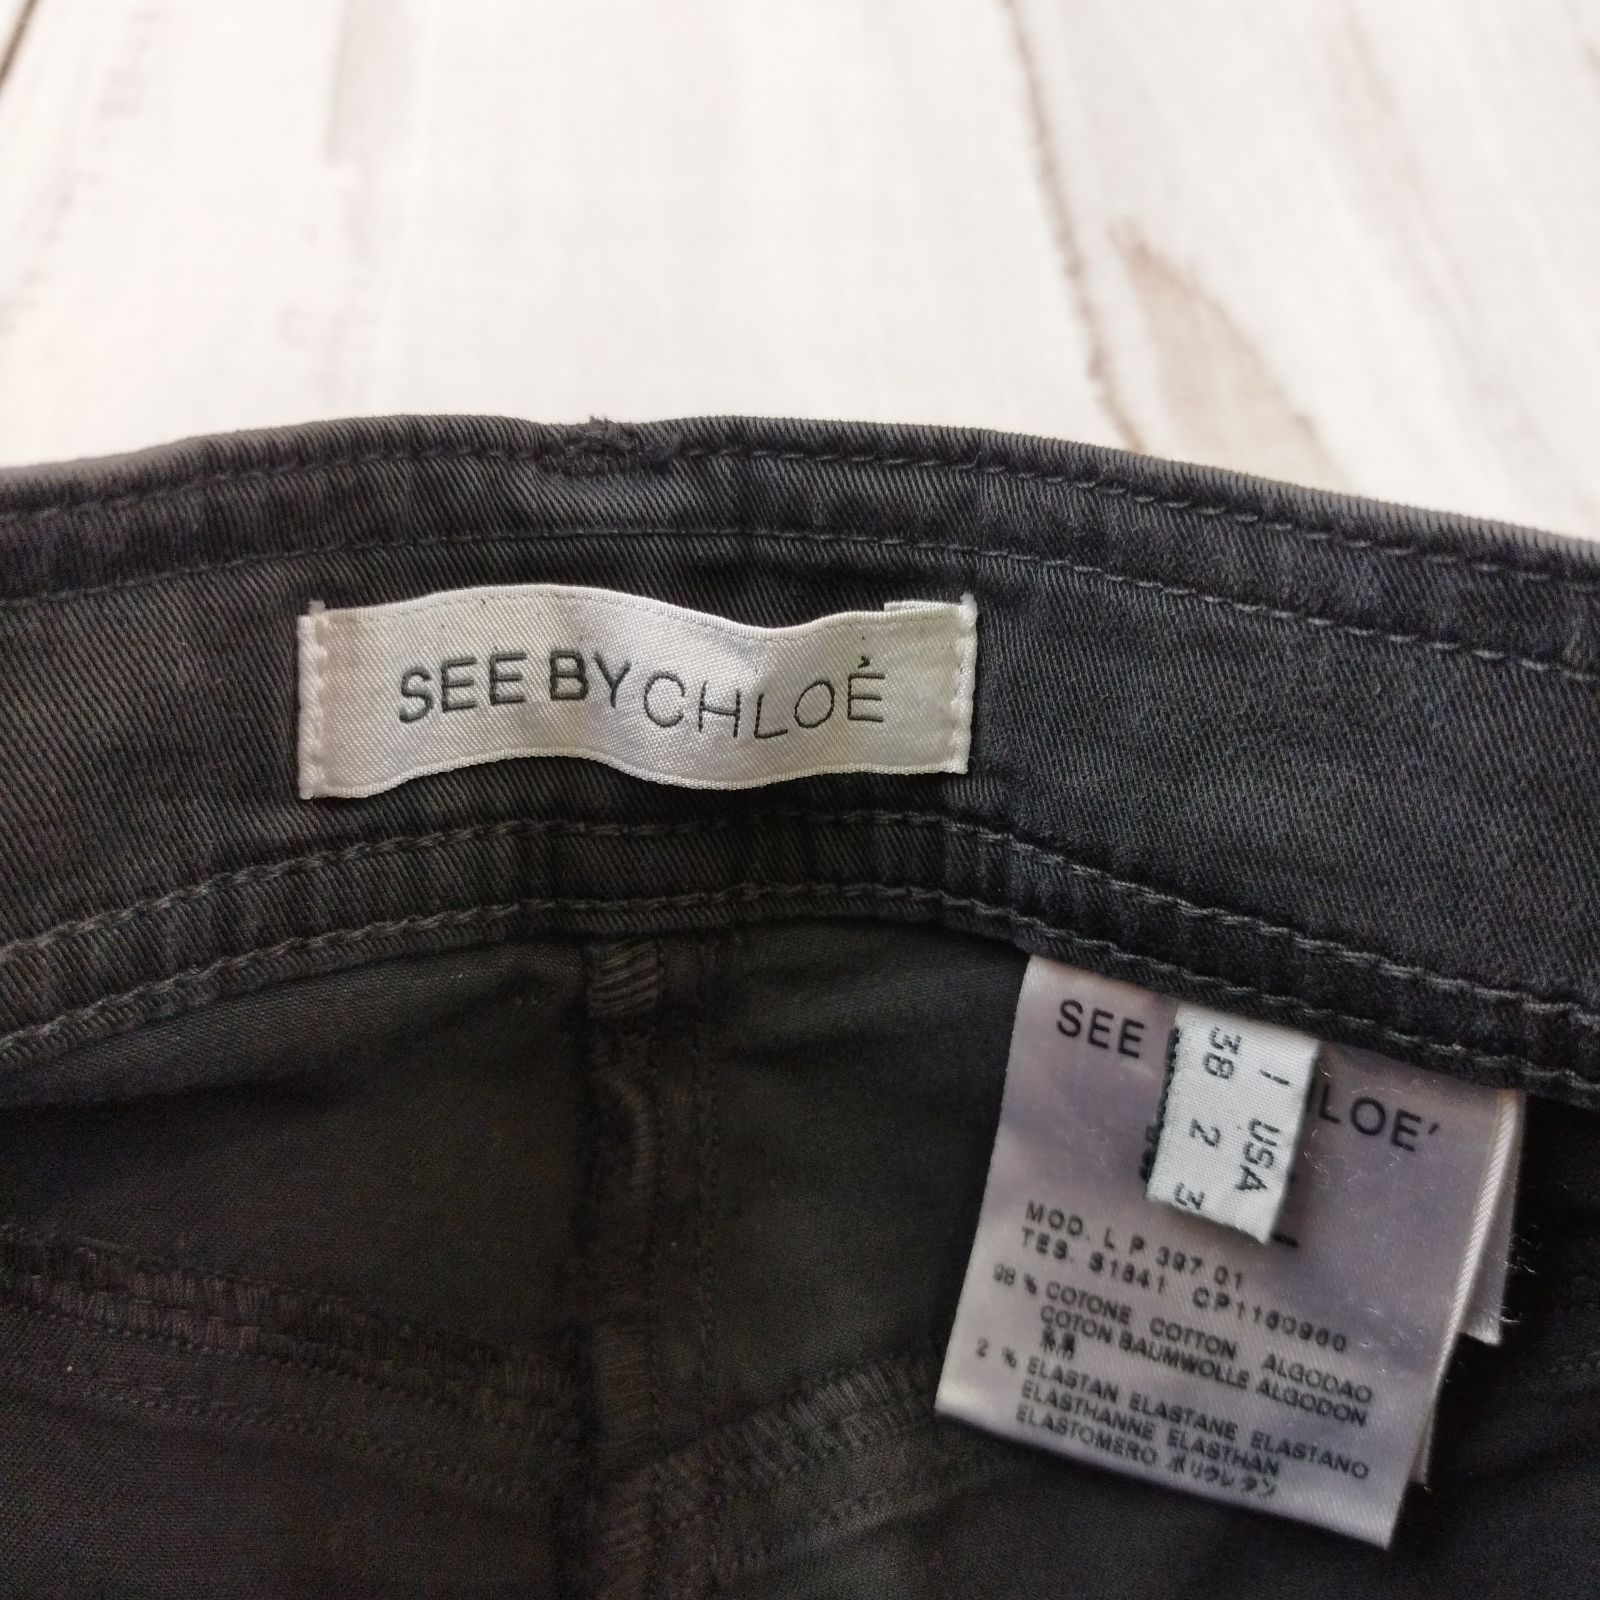 SEE BY CHLOÉ
SEE HLOE'
I USA
38 2 3
MOD. L P 397 01
TES. S1841 CP1180960
98 % COTONE COTTON ALGODAO
COTON BAUMWOLLE ALGODON
綿
2 % ELASTAN ELASTANE ELASTANO
ELASTHANNE ELASTHAN
ELASTOMERO ポリウレタン